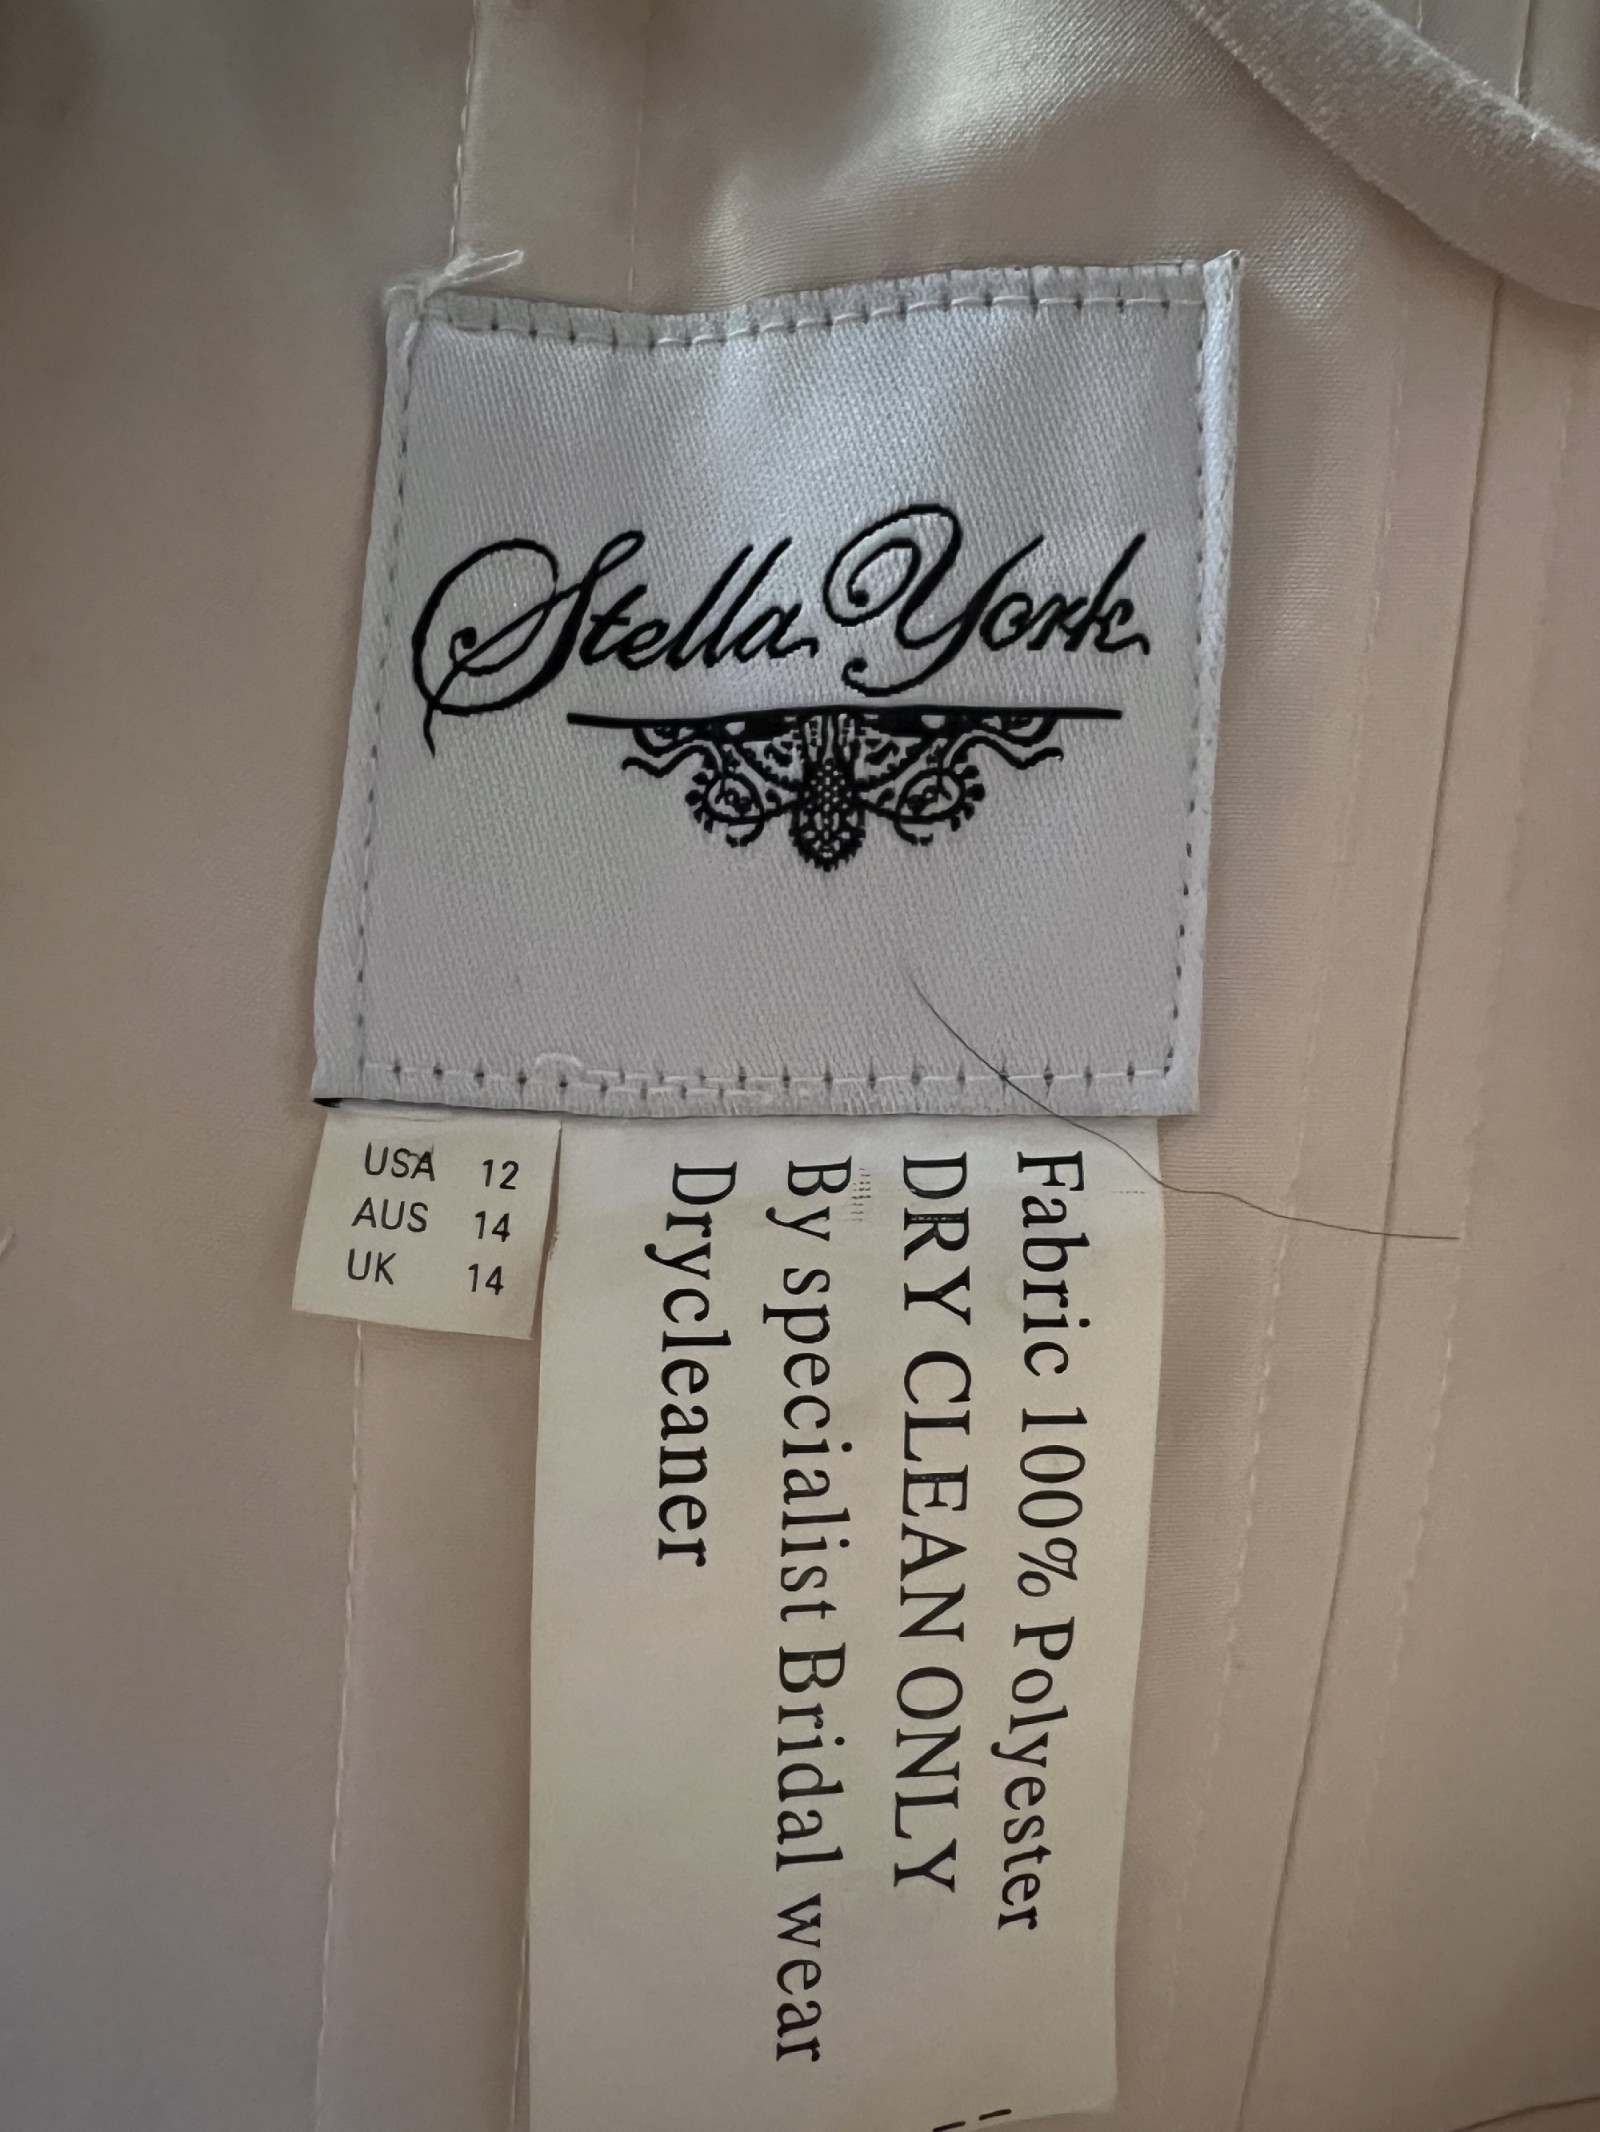 Stella York
USA 12
AUS 14
UK 14
Fabric 100% Polyester
DRY CLEAN ONLY
By specialist Bridal wear
Drycleaner